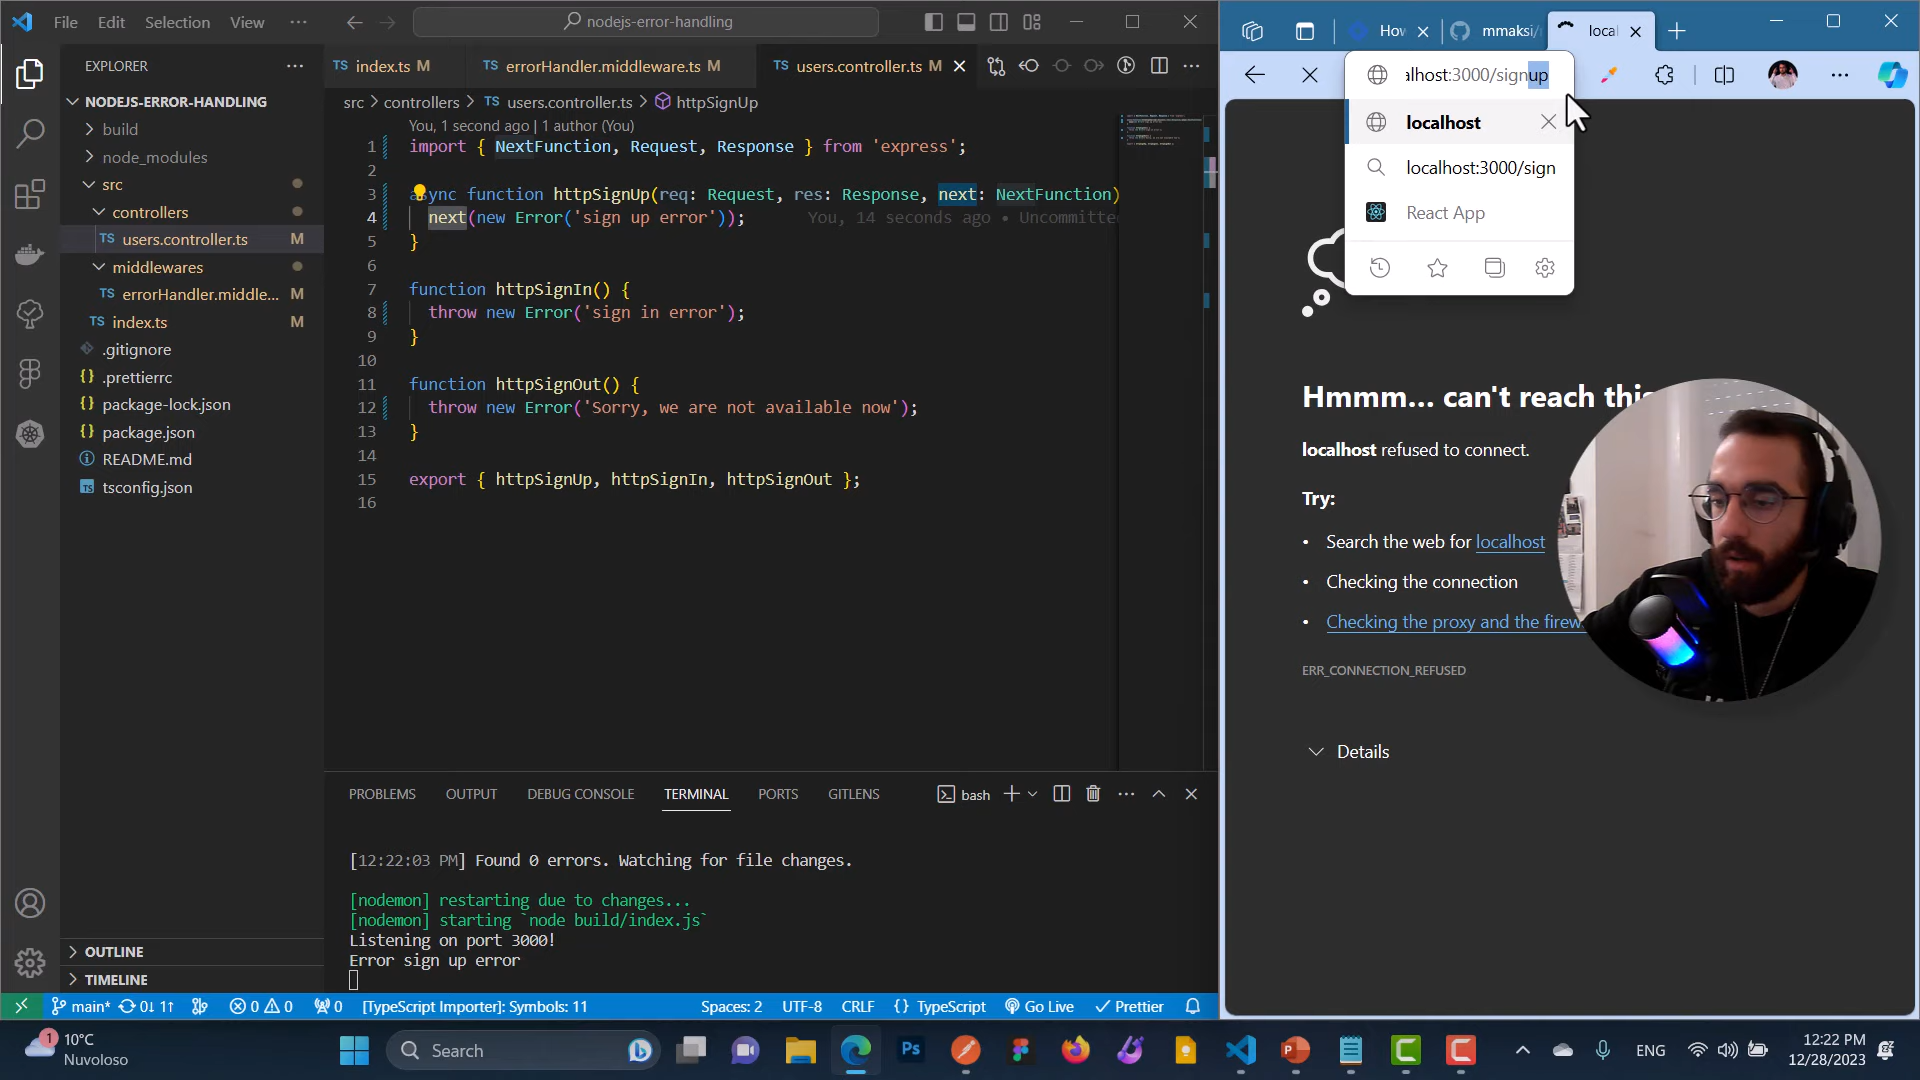 File Edit Selection View ···
nodejs-error-handling
EXPLORER
NODEJS-ERROR-HANDLING
build
node_modules
src
controllers
TS users.controller.ts M
middlewares
TS errorHandler.middle... M
TS index.ts M
.gitignore
{} .prettierrc
{} package-lock.json
{} package.json
README.md
TS tsconfig.json
OUTLINE
TIMELINE
TS index.ts M TS errorHandler.middleware.ts M TS users.controller.ts M
src > controllers > TS users.controller.ts > httpSignUp
You, 1 second ago | 1 author (You)
1 import { NextFunction, Request, Response } from 'express';
2
3 async function httpSignUp(req: Request, res: Response, next: NextFunction)
4 next(new Error('sign up error')); You, 14 seconds ago • Uncommitte
5 }
6
7 function httpSignIn() {
8 throw new Error('sign in error');
9 }
10
11 function httpSignOut() {
12 throw new Error('Sorry, we are not available now');
13 }
14
15 export { httpSignUp, httpSignIn, httpSignOut };
16
PROBLEMS OUTPUT DEBUG CONSOLE TERMINAL PORTS GITLENS bash
[12:22:03 PM] Found 0 errors. Watching for file changes.
[nodemon] restarting due to changes...
[nodemon] starting `node build/index.js`
Listening on port 3000!
Error sign up error
main* 0↓ 1↑ 0 0 0 [TypeScript Importer]: Symbols: 11 Spaces: 2 UTF-8 CRLF {} TypeScript Go Live Prettier
How mmaksi/ local
alhost:3000/signup
localhost
localhost:3000/sign
React App
Hmmm... can't reach this
localhost refused to connect.
Try:
• Search the web for localhost
• Checking the connection
• Checking the proxy and the firew
ERR_CONNECTION_REFUSED
Details
1 10°C
Nuvoloso
Search
Ps
ENG
12:22 PM
12/28/2023